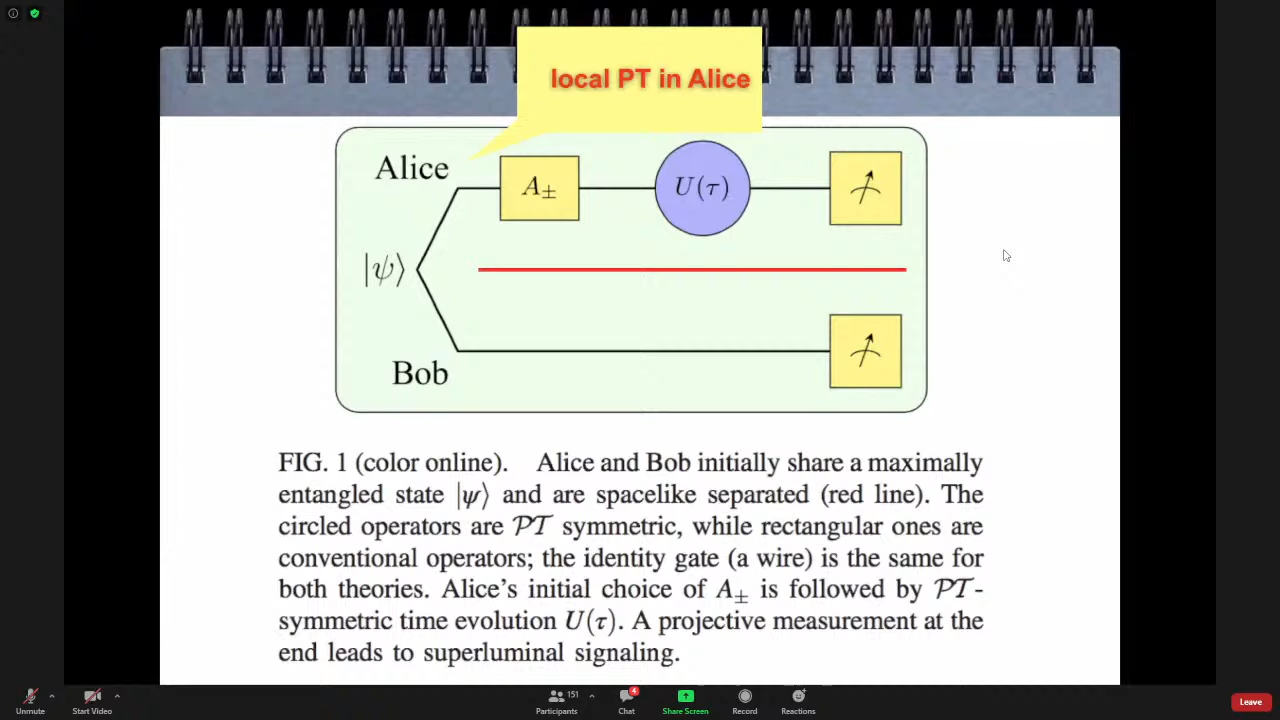 local PT in Alice
Alice
A±
U(τ)
|ψ⟩
Bob
FIG. 1 (color online). Alice and Bob initially share a maximally
entangled state |ψ⟩ and are spacelike separated (red line). The
circled operators are 𝒫𝒯 symmetric, while rectangular ones are
conventional operators; the identity gate (a wire) is the same for
both theories. Alice's initial choice of A± is followed by 𝒫𝒯-
symmetric time evolution U(τ). A projective measurement at the
end leads to superluminal signaling.
Unmute
Start Video
151
Participants
4
Chat
Share Screen
Record
Reactions
Leave